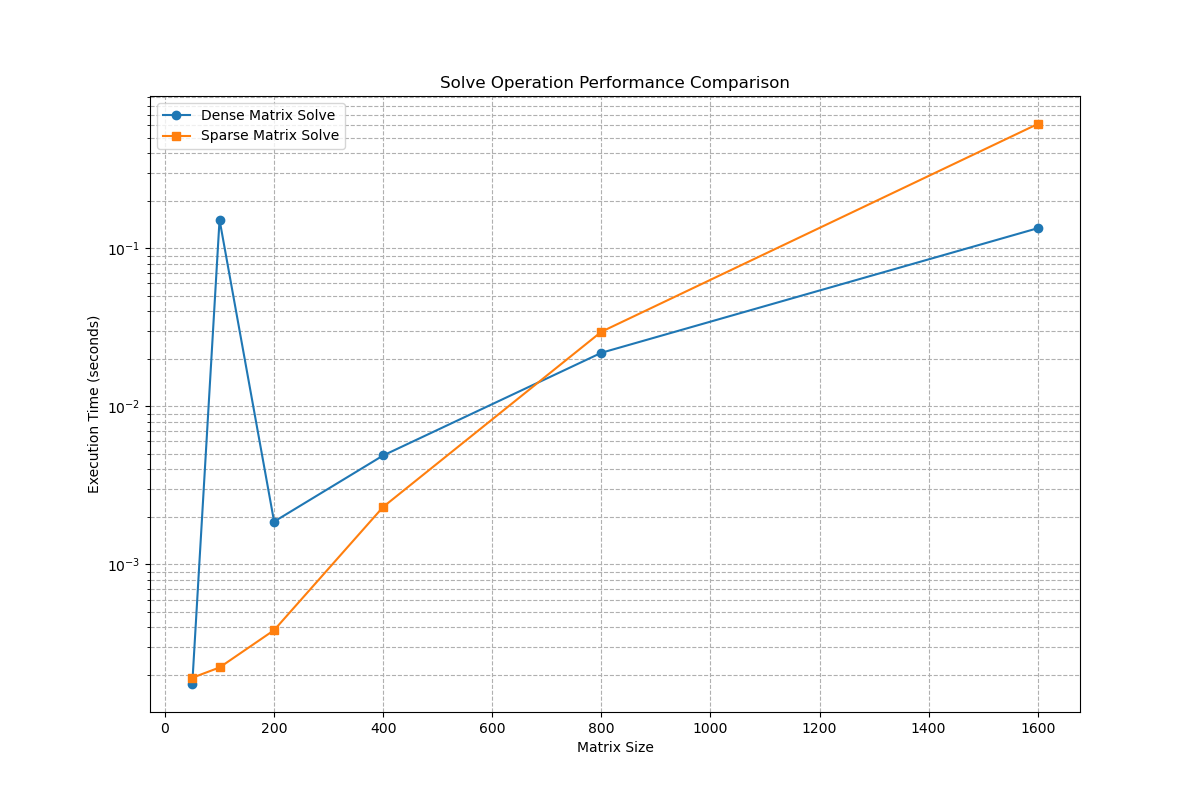 Solve Operation Performance Comparison
Dense Matrix Solve
Sparse Matrix Solve
10⁻¹
10⁻²
10⁻³
Execution Time (seconds)
0 200 400 600 800 1000 1200 1400 1600
Matrix Size